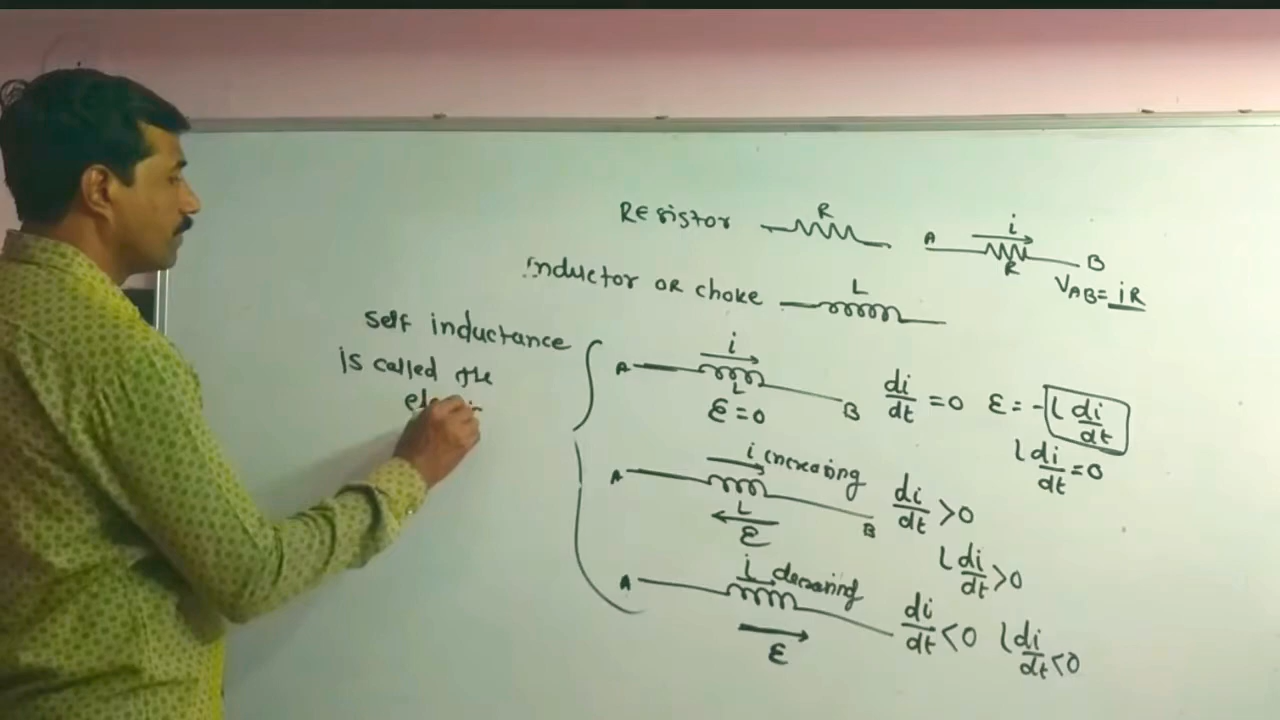 Resistor R A i R B
V_AB = iR
Inductor OR choke L
Self inductance
is called the
A i L B di/dt = 0 ε = -L di/dt
ε = 0 L di/dt = 0
A i increasing L B di/dt > 0
ε L di/dt > 0
A i decreasing di/dt < 0 L di/dt < 0
ε